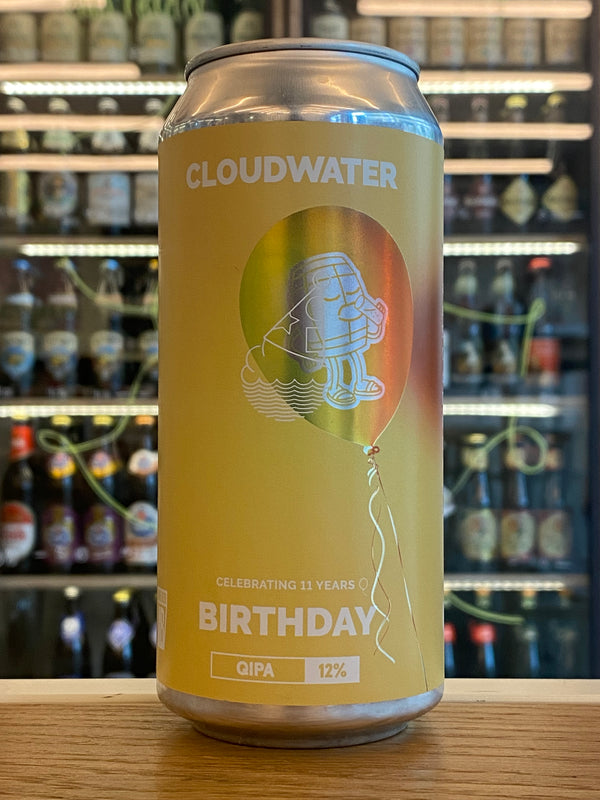 CLOUDWATER
CELEBRATING 11 YEARS
BIRTHDAY
QIPA 12%